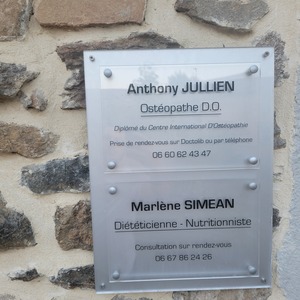 Anthony JULLIEN
Ostéopathe D.O.
Diplômé du Centre International D'Ostéopathie
Prise de rendez-vous sur Doctolib ou par téléphone
06 60 62 43 47
Marlène SIMEAN
Diététicienne - Nutritionniste
Consultation sur rendez-vous
06 67 86 24 26